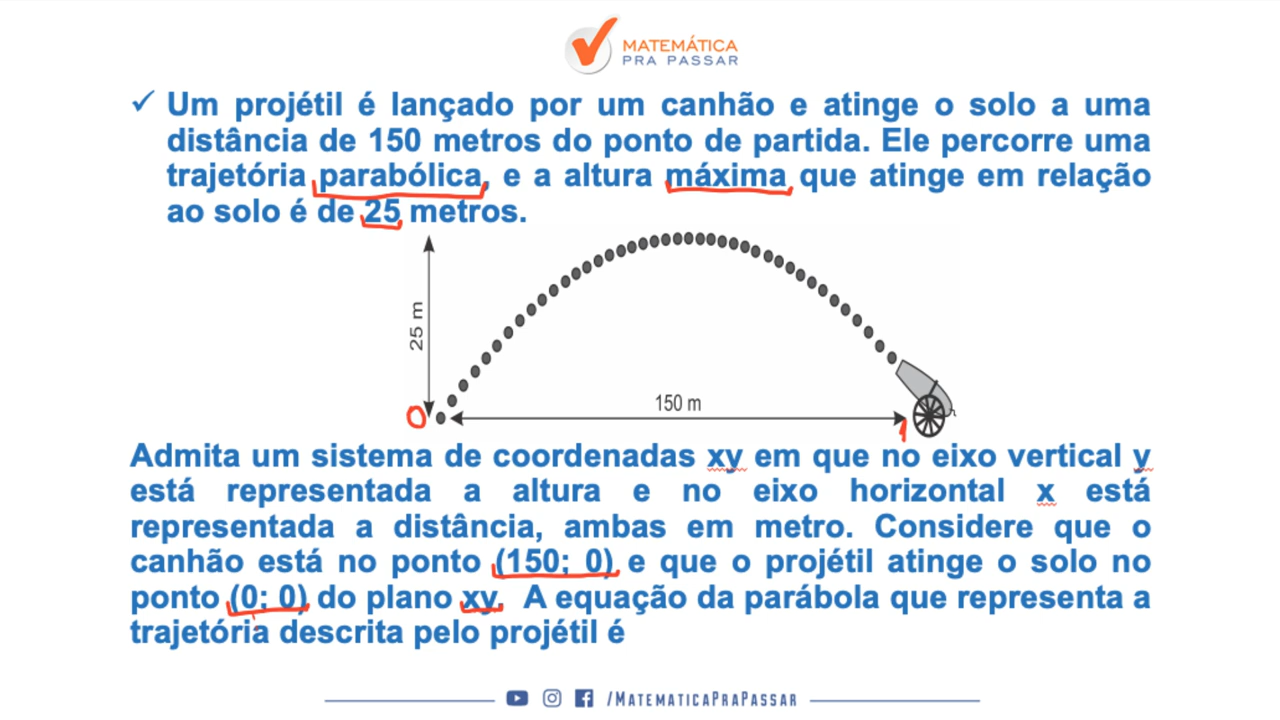 MATEMÁTICA
PRA PASSAR
✓ Um projétil é lançado por um canhão e atinge o solo a uma
distância de 150 metros do ponto de partida. Ele percorre uma
trajetória parabólica, e a altura máxima que atinge em relação
ao solo é de 25 metros.
25 m
0
150 m
1
Admita um sistema de coordenadas xy em que no eixo vertical y
está representada a altura e no eixo horizontal x está
representada a distância, ambas em metro. Considere que o
canhão está no ponto (150; 0) e que o projétil atinge o solo no
ponto (0; 0) do plano xy. A equação da parábola que representa a
trajetória descrita pelo projétil é
/MATEMATICAPRAPASSAR